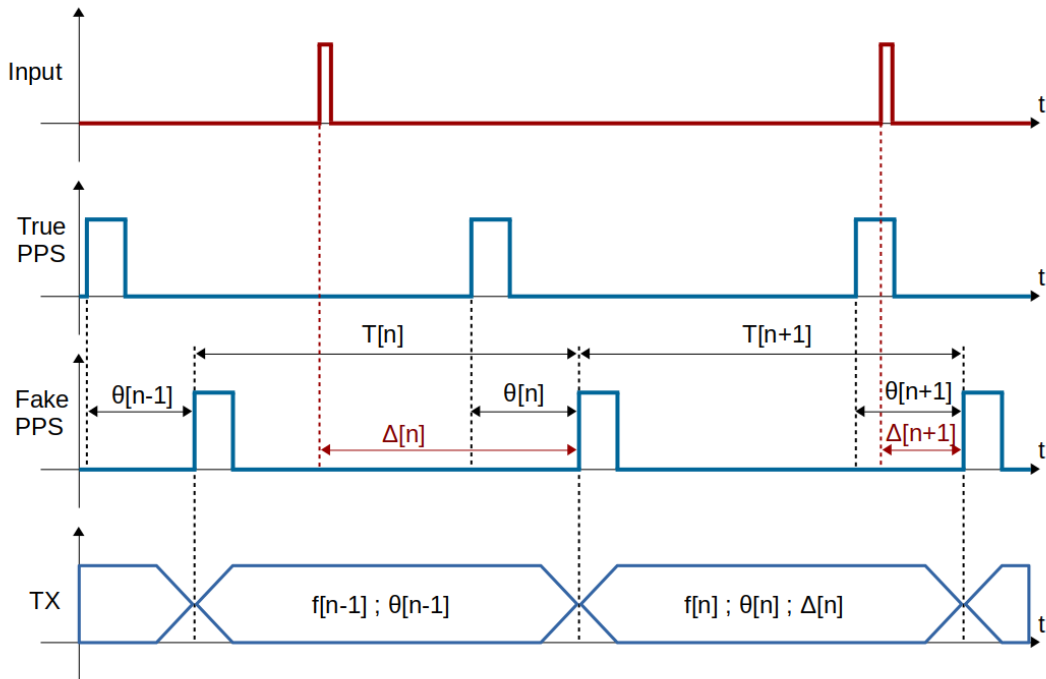 Input
t
True
PPS
t
T[n]
T[n+1]
Fake
PPS
θ[n-1]
θ[n]
θ[n+1]
Δ[n]
Δ[n+1]
t
TX
f[n-1] ; θ[n-1]
f[n] ; θ[n] ; Δ[n]
t